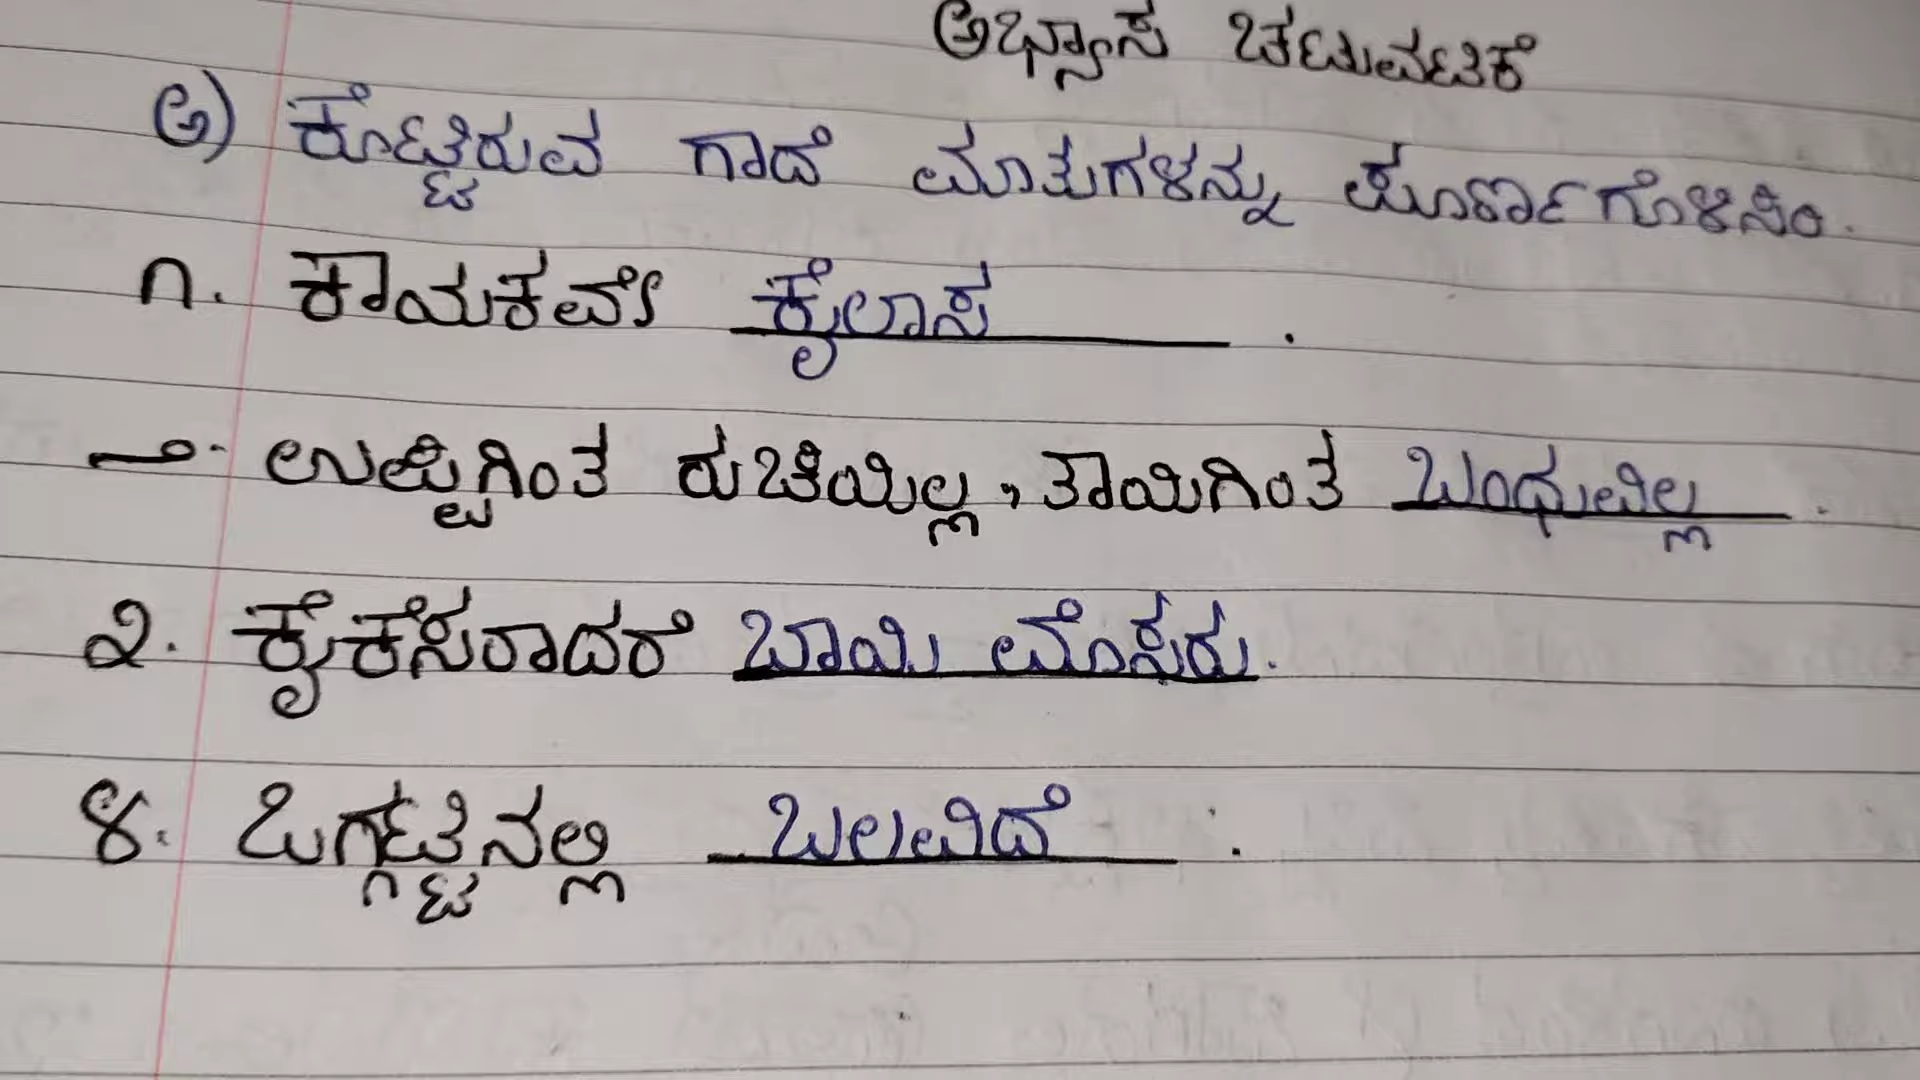 ಅಭ್ಯಾಸ ಚಟುವಟಿಕೆ
ಅ) ಕೊಟ್ಟಿರುವ ಗಾದೆ ಮಾತುಗಳನ್ನು ಪೂರ್ಣಗೊಳಿಸಿಂ.
೧. ಕಾಯಕವೇ ಕೈಲಾಸ .
೨. ಉಪ್ಪಿಗಿಂತ ರುಚಿಯಿಲ್ಲ, ತಾಯಿಗಿಂತ ಬಂಧುವಿಲ್ಲ .
೩. ಕೈಕೆಸರಾದರೆ ಬಾಯಿ ಮೊಸರು.
೪. ಒಗ್ಗಟ್ಟಿನಲ್ಲಿ ಬಲವಿದೆ .